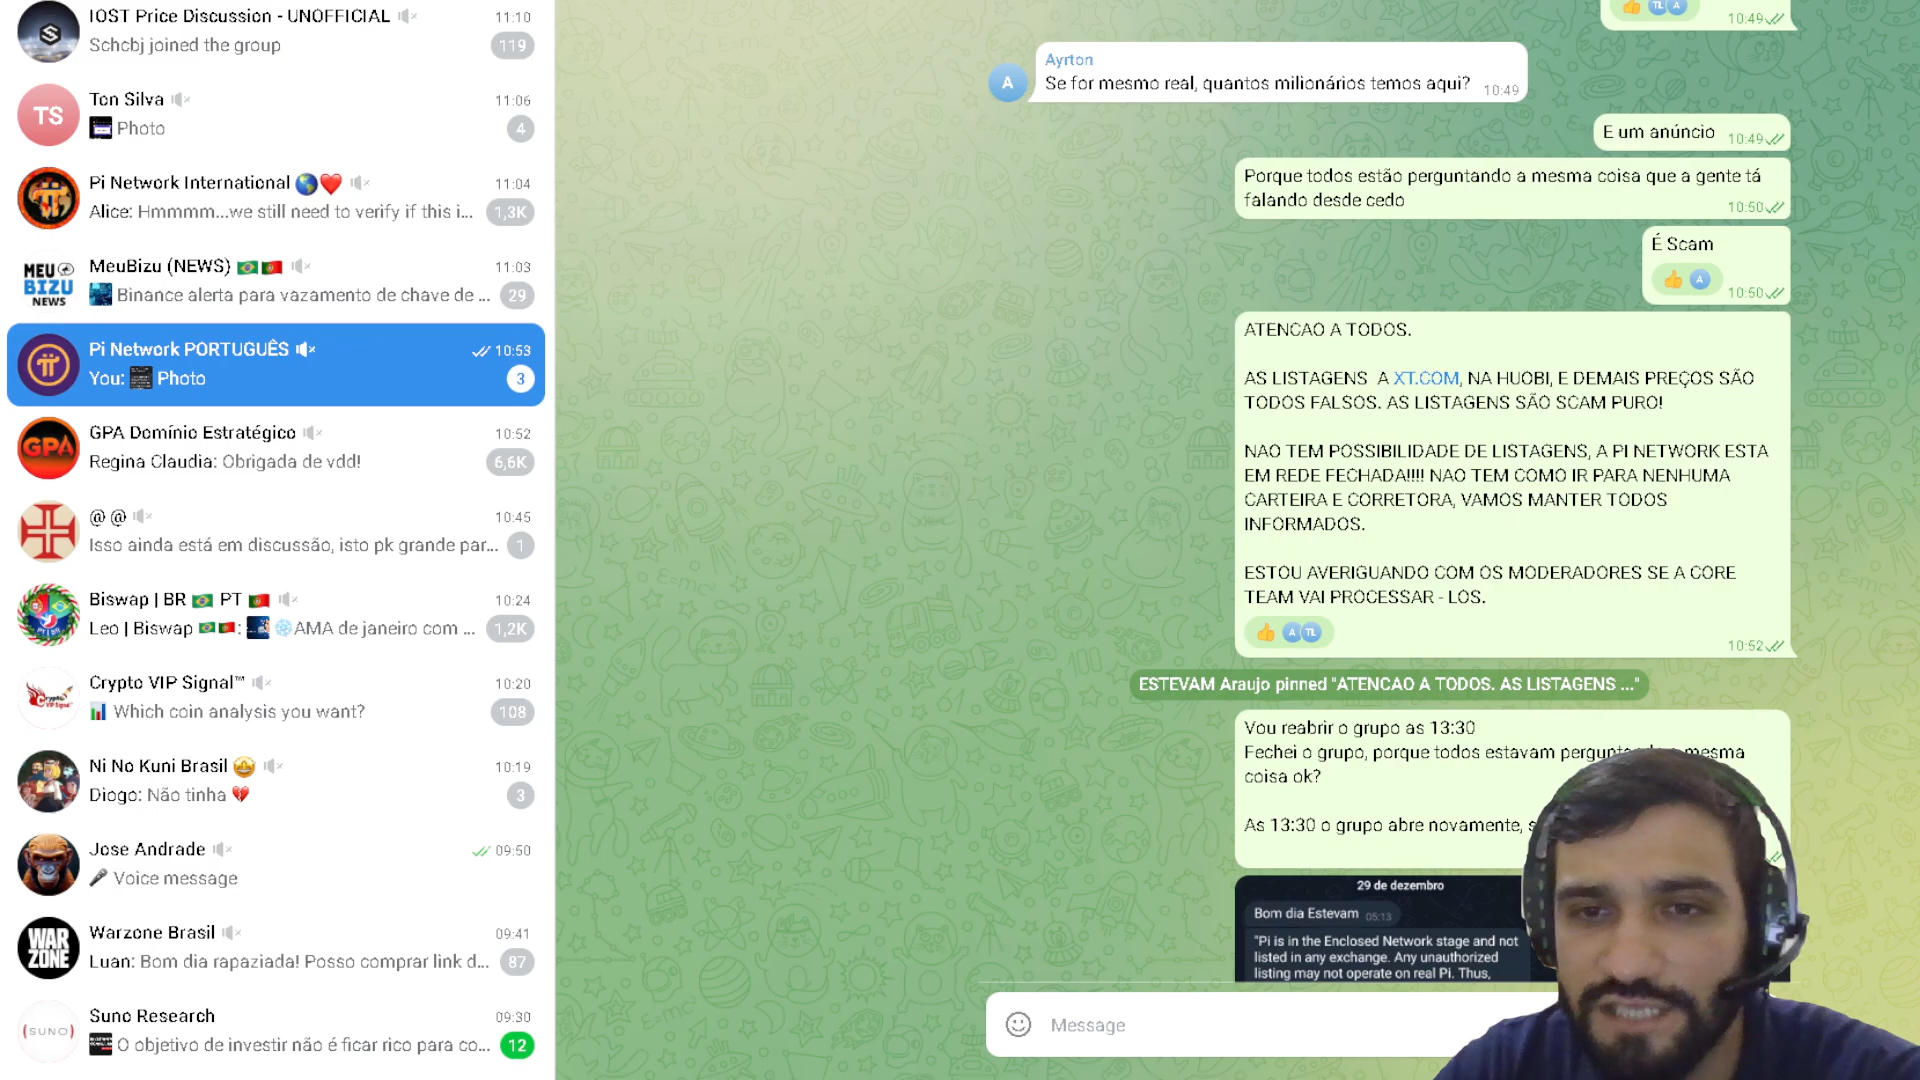 IOST Price Discussion - UNOFFICIAL
11:10
Schcbj joined the group
119
TS
Ton Silva
11:06
Photo
4
Pi Network International 🌎❤️
11:04
Alice: Hmmmm...we still need to verify if this i...
1,3K
MEU
BIZU
NEWS
MeuBizu (NEWS) 🇧🇷 🇵🇹
11:03
Binance alerta para vazamento de chave de ...
29
Pi Network PORTUGUÊS
10:53
You: Photo
3
GPA
GPA Domínio Estratégico
10:52
Regina Claudia: Obrigada de vdd!
6,6K
@ @
10:45
Isso ainda está em discussão, isto pk grande par...
1
Biswap | BR 🇧🇷 PT 🇵🇹
10:24
Leo | Biswap 🇧🇷🇵🇹: ❄️AMA de janeiro com ...
1,2K
Crypto VIP Signal™
10:20
📊 Which coin analysis you want?
108
Ni No Kuni Brasil 🤩
10:19
Diogo: Não tinha 💔
3
Jose Andrade
09:50
🎤 Voice message
WAR
ZONE
Warzone Brasil
09:41
Luan: Bom dia rapaziada! Posso comprar link d...
87
(SUNO)
Suno Research
09:30
O objetivo de investir não é ficar rico para co...
12
👍 TL A
10:49
Ayrton
A
Se for mesmo real, quantos milionários temos aqui? 10:49
E um anúncio 10:49
Porque todos estão perguntando a mesma coisa que a gente tá
falando desde cedo
10:50
É Scam
👍 A
10:50
ATENCAO A TODOS.
AS LISTAGENS  A XT.COM, NA HUOBI, E DEMAIS PREÇOS SÃO
TODOS FALSOS. AS LISTAGENS SÃO SCAM PURO!
NAO TEM POSSIBILIDADE DE LISTAGENS, A PI NETWORK ESTA
EM REDE FECHADA!!!! NAO TEM COMO IR PARA NENHUMA
CARTEIRA E CORRETORA, VAMOS MANTER TODOS
INFORMADOS.
ESTOU AVERIGUANDO COM OS MODERADORES SE A CORE
TEAM VAI PROCESSAR - LOS.
👍 A TL
10:52
ESTEVAM Araujo pinned "ATENCAO A TODOS. AS LISTAGENS ..."
Vou reabrir o grupo as 13:30
Fechei o grupo, porque todos estavam mesma
coisa ok?
As 13:30 o grupo abre novamente,
29 de dezembro
Bom dia Estevam 05:13
"Pi is in the Enclosed Network stage and not
listed in any exchange. Any unauthorized
listing may not operate on real Pi. Thus,
Message